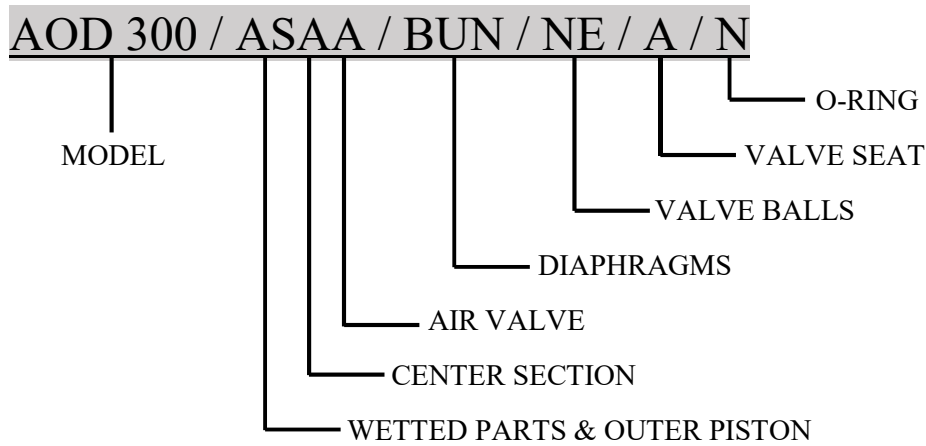 AOD 300 / ASAA / BUN / NE / A / N
O-RING
MODEL
VALVE SEAT
VALVE BALLS
DIAPHRAGMS
AIR VALVE
CENTER SECTION
WETTED PARTS & OUTER PISTON